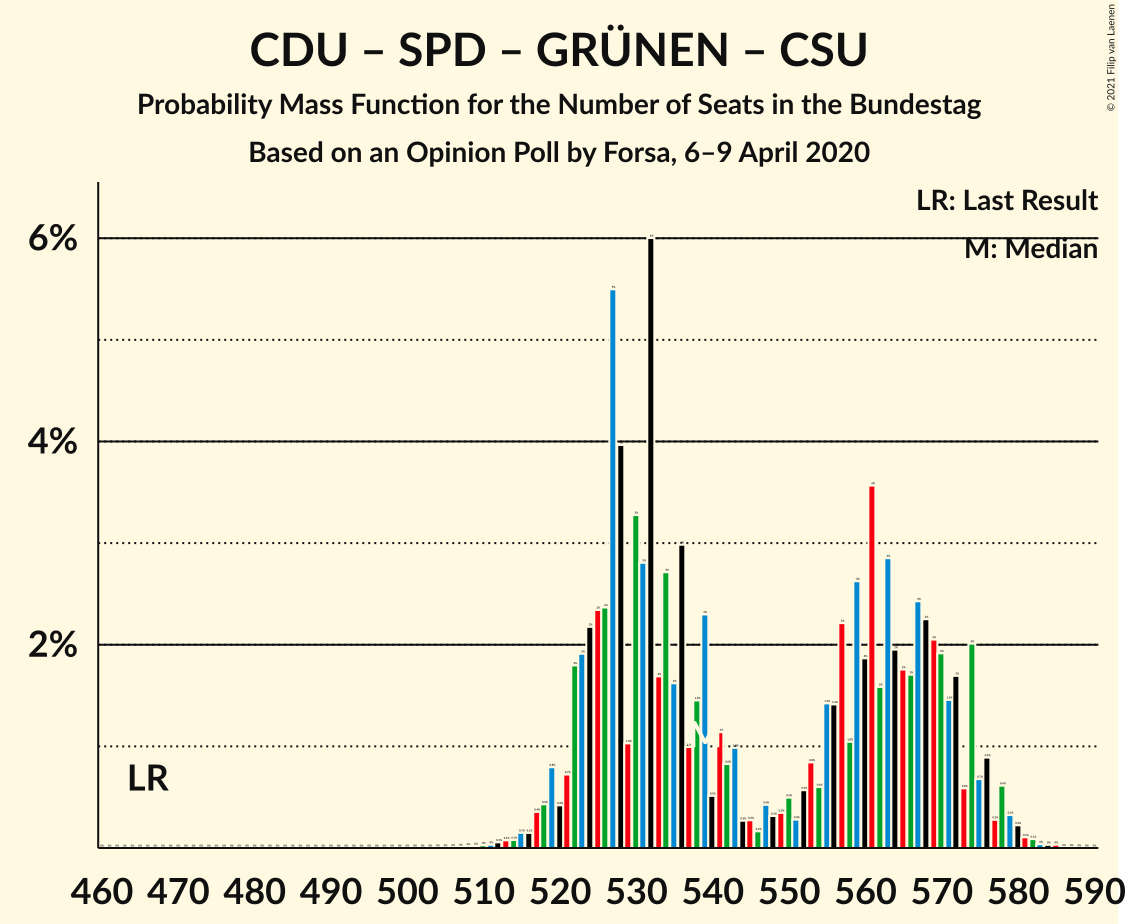 CDU – SPD – GRÜNEN – CSU
Probability Mass Function for the Number of Seats in the Bundestag
Based on an Opinion Poll by Forsa, 6–9 April 2020
© 2021 Filip van Laenen
LR: Last Result
M: Median
6%
4%
2%
LR
M
460 470 480 490 500 510 520 530 540 550 560 570 580 590